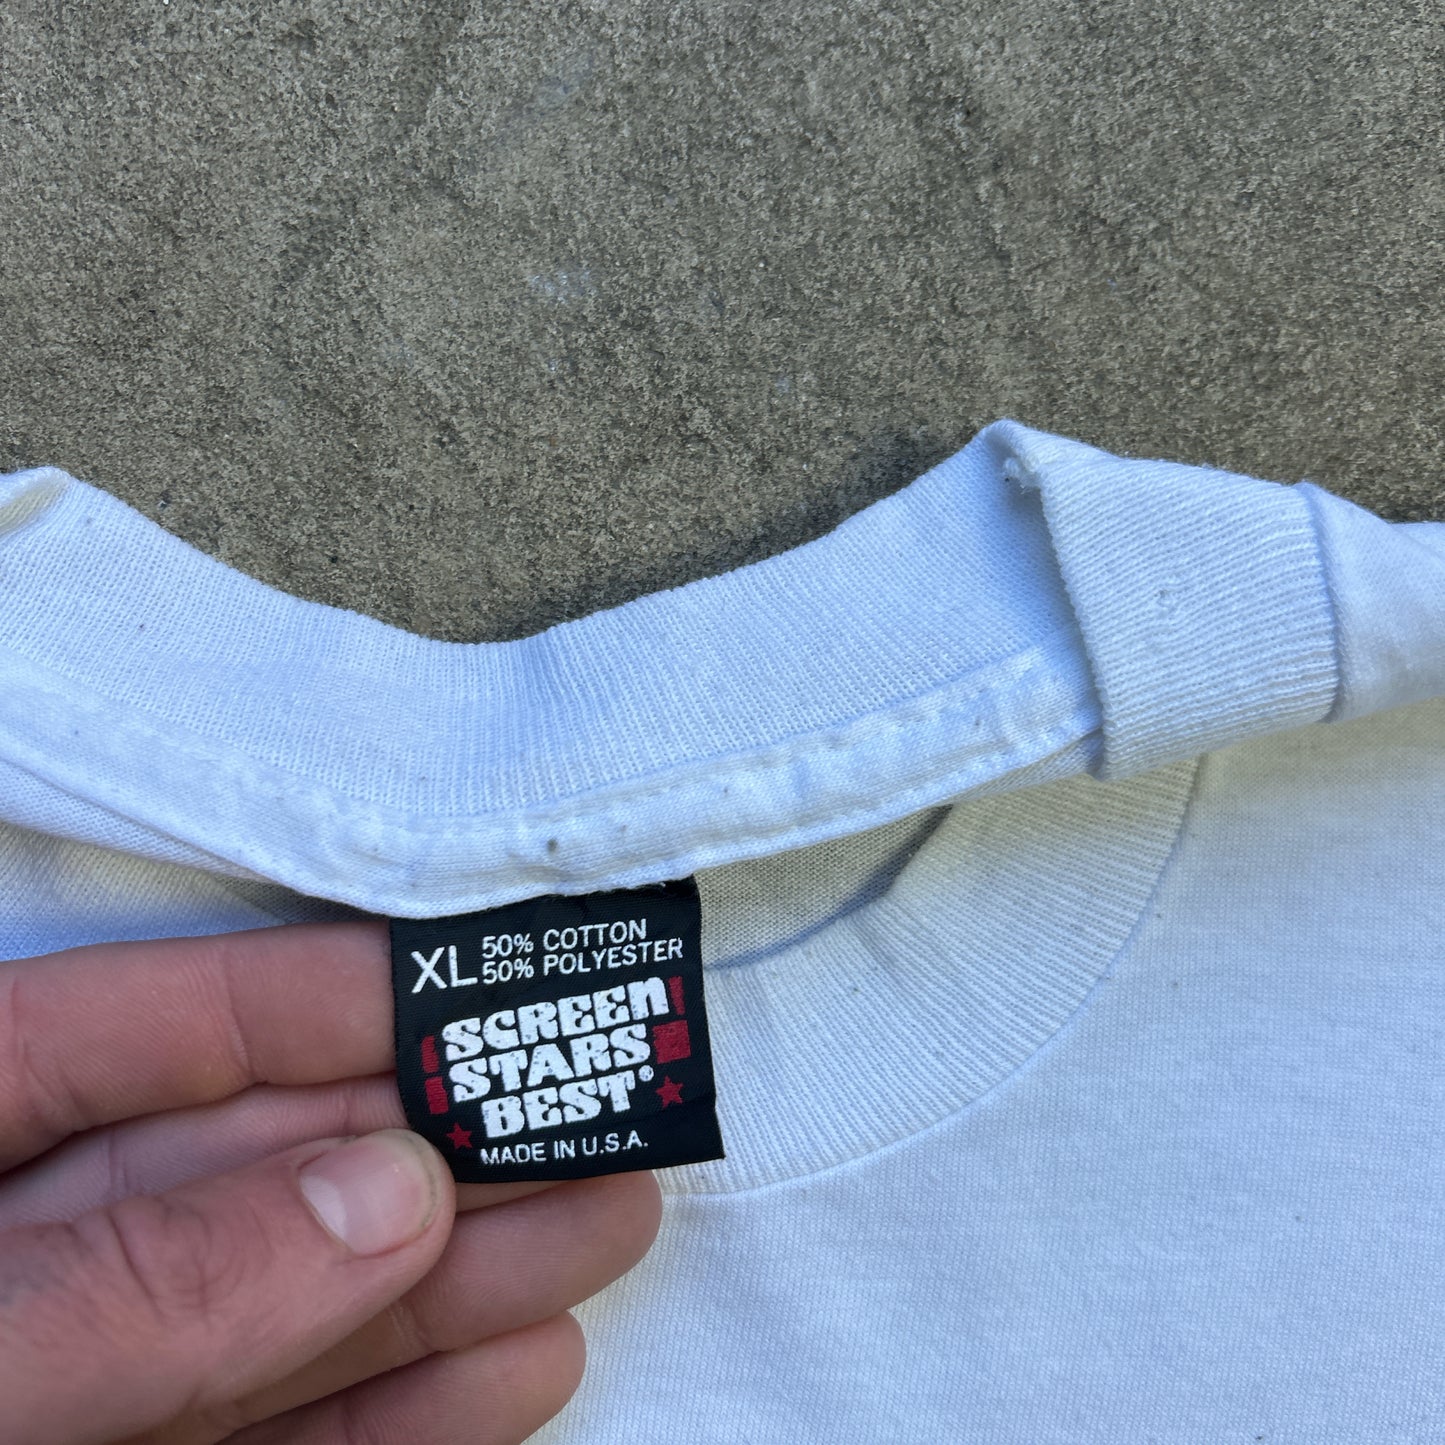 XL 50% COTTON
50% POLYESTER
SCREEN
STARS
BEST®
MADE IN U.S.A.